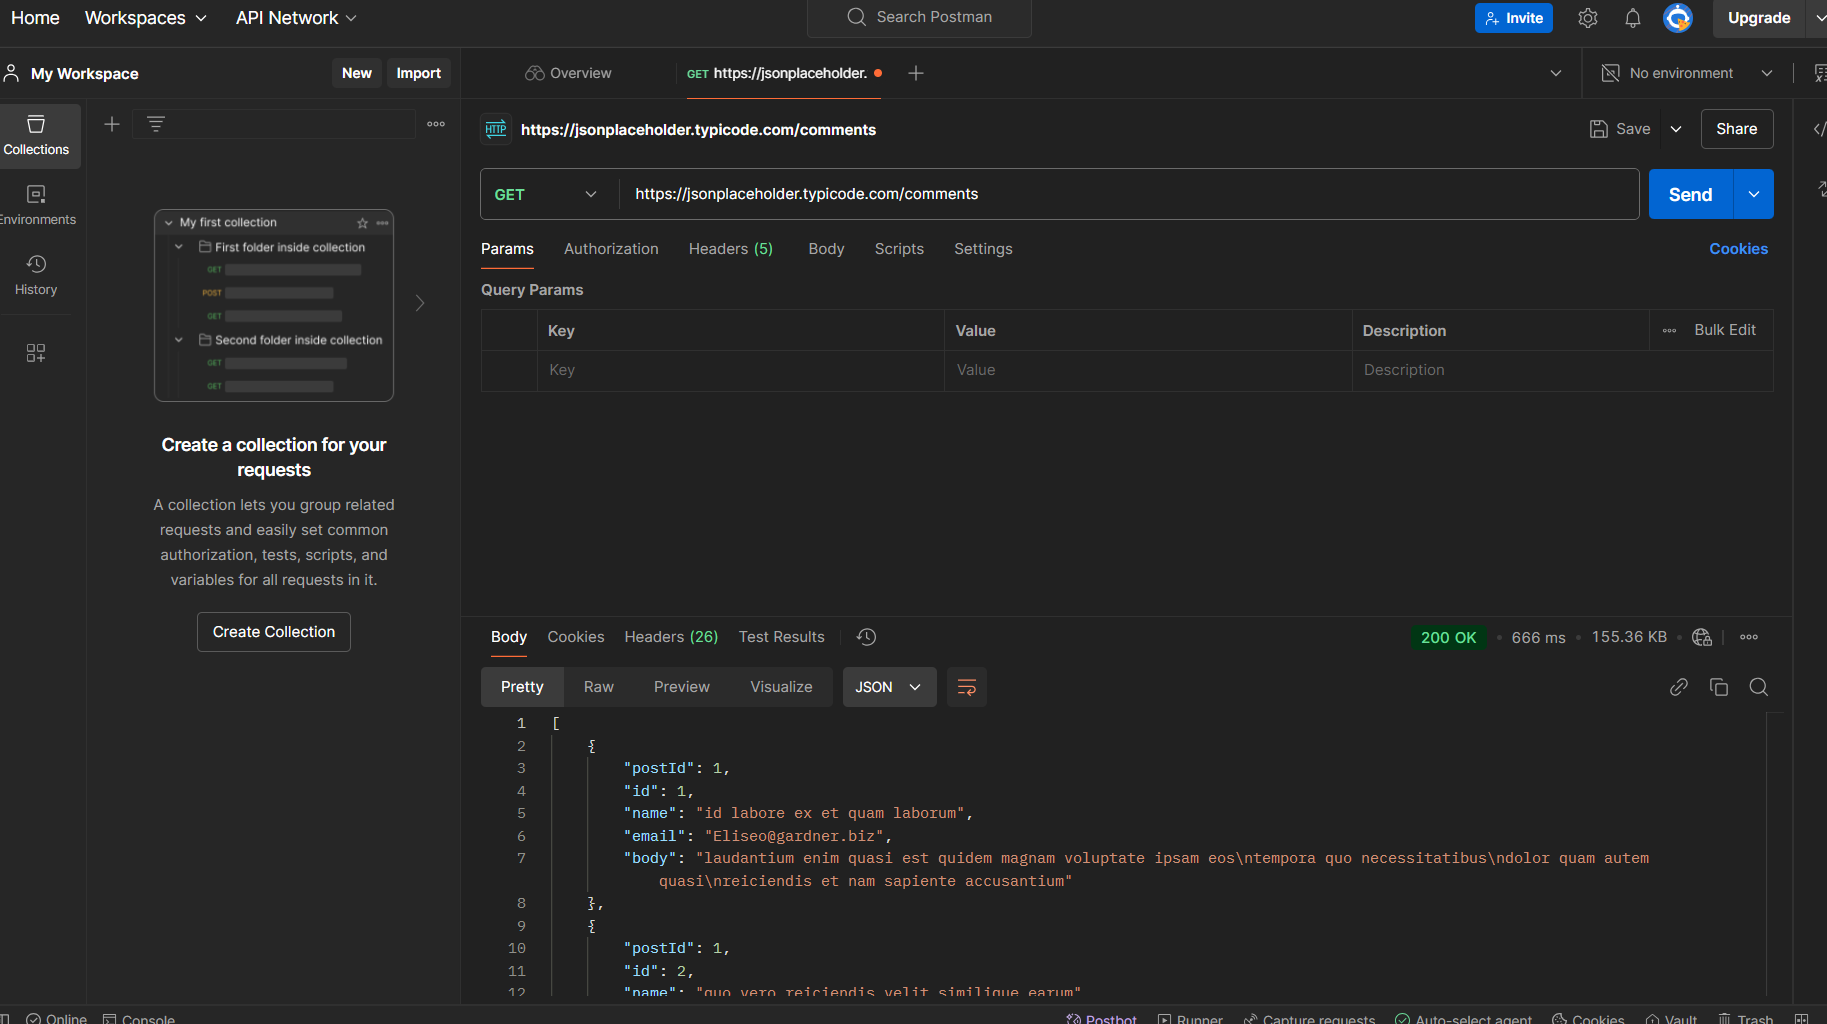 Home Workspaces API Network Search Postman Invite Upgrade
My Workspace New Import Overview GET https://jsonplaceholder. No environment
Collections
Environments
History
My first collection
First folder inside collection
GET
POST
GET
Second folder inside collection
GET
GET
Create a collection for your
requests
A collection lets you group related
requests and easily set common
authorization, tests, scripts, and
variables for all requests in it.
Create Collection
HTTP https://jsonplaceholder.typicode.com/comments Save Share
GET https://jsonplaceholder.typicode.com/comments Send
Params Authorization Headers (5) Body Scripts Settings Cookies
Query Params
Key Value Description Bulk Edit
Key Value Description
Body Cookies Headers (26) Test Results 200 OK 666 ms 155.36 KB
Pretty Raw Preview Visualize JSON
1 [
2 {
3 "postId": 1,
4 "id": 1,
5 "name": "id labore ex et quam laborum",
6 "email": "Eliseo@gardner.biz",
7 "body": "laudantium enim quasi est quidem magnam voluptate ipsam eos\ntempora quo necessitatibus\ndolor quam autem
quasi\nreiciendis et nam sapiente accusantium"
8 },
9 {
10 "postId": 1,
11 "id": 2,
12 "name": "quo vero reiciendis velit similique earum"
Online Console Postbot Runner Capture requests Auto-select agent Cookies Vault Trash